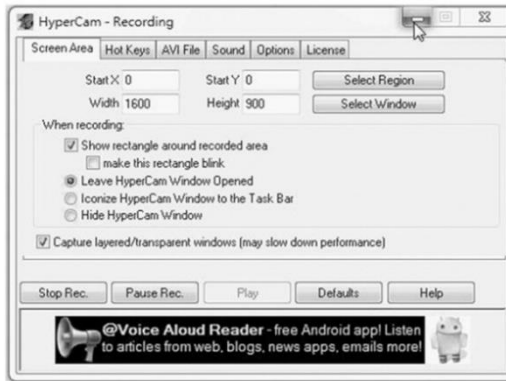 HyperCam - Recording
Screen Area Hot Keys AVI File Sound Options License
Start X 0 Start Y 0 Select Region
Width 1600 Height 900 Select Window
When recording:
Show rectangle around recorded area
make this rectangle blink
Leave HyperCam Window Opened
Iconize HyperCam Window to the Task Bar
Hide HyperCam Window
Capture layered/transparent windows (may slow down performance)
Stop Rec. Pause Rec. Play Defaults Help
@Voice Aloud Reader - free Android app! Listen
to articles from web, blogs, news apps, emails more!